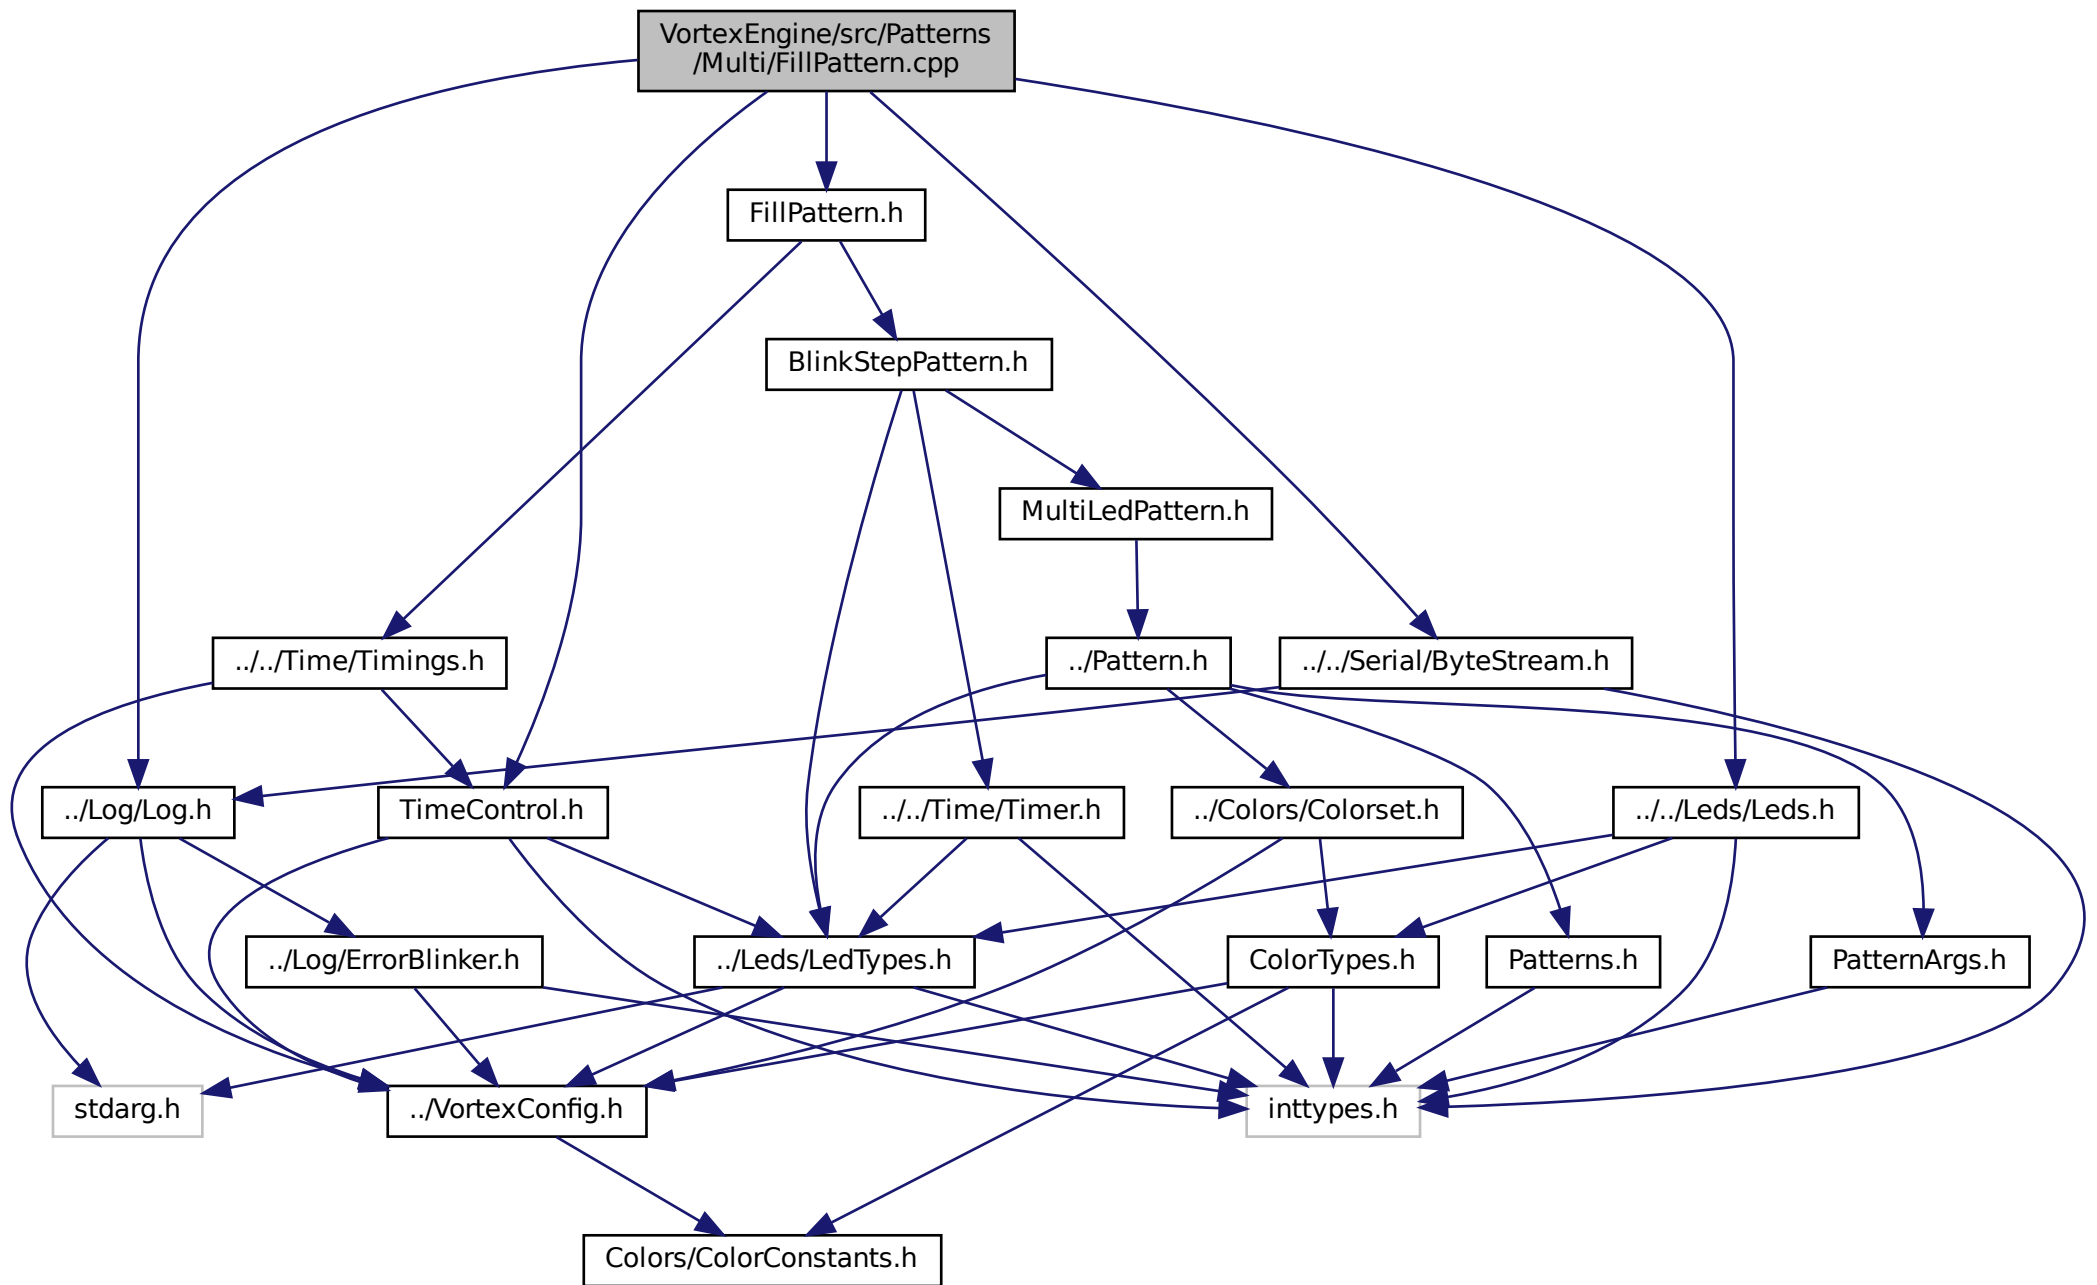 VortexEngine/src/Patterns
/Multi/FillPattern.cpp
FillPattern.h
BlinkStepPattern.h
MultiLedPattern.h
../../Time/Timings.h
../Pattern.h
../../Serial/ByteStream.h
../Log/Log.h
TimeControl.h
../../Time/Timer.h
../Colors/Colorset.h
../../Leds/Leds.h
../Log/ErrorBlinker.h
../Leds/LedTypes.h
ColorTypes.h
Patterns.h
PatternArgs.h
stdarg.h
../VortexConfig.h
inttypes.h
Colors/ColorConstants.h